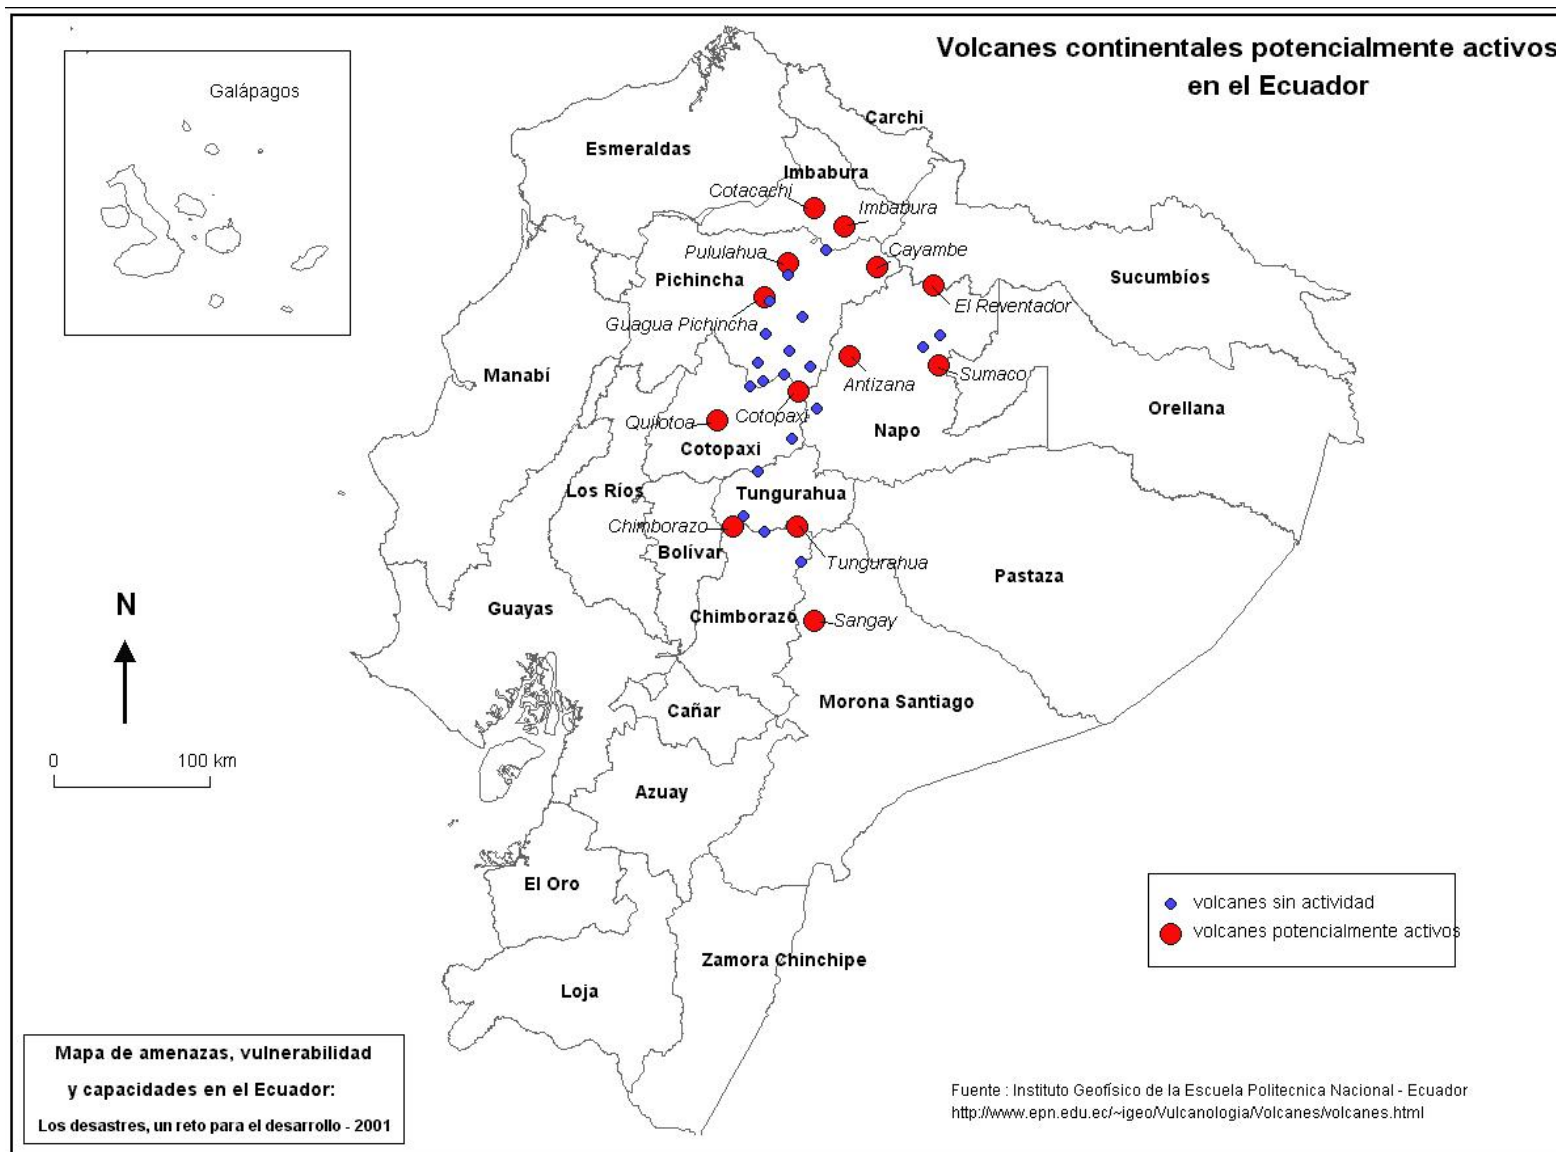 Volcanes continentales potencialmente activos
en el Ecuador
Galápagos
Carchi
Esmeraldas
Imbabura
Cotacachi
Imbabura
Pululahua
Cayambe
Pichincha
Sucumbíos
El Reventador
Guagua Pichincha
Manabí
Antizana
Sumaco
Orellana
Quilotoa
Cotopaxi
Napo
Cotopaxi
Los Ríos
Tungurahua
Chimborazo
Bolívar
Tungurahua
Pastaza
N
Guayas
Chimborazo
Sangay
Morona Santiago
Cañar
0 100 km
Azuay
El Oro
volcanes sin actividad
volcanes potencialmente activos
Zamora Chinchipe
Loja
Mapa de amenazas, vulnerabilidad
y capacidades en el Ecuador:
Los desastres, un reto para el desarrollo - 2001
Fuente : Instituto Geofísico de la Escuela Politecnica Nacional - Ecuador
http://www.epn.edu.ec/~igeo/Vulcanologia/Volcanes/volcanes.html